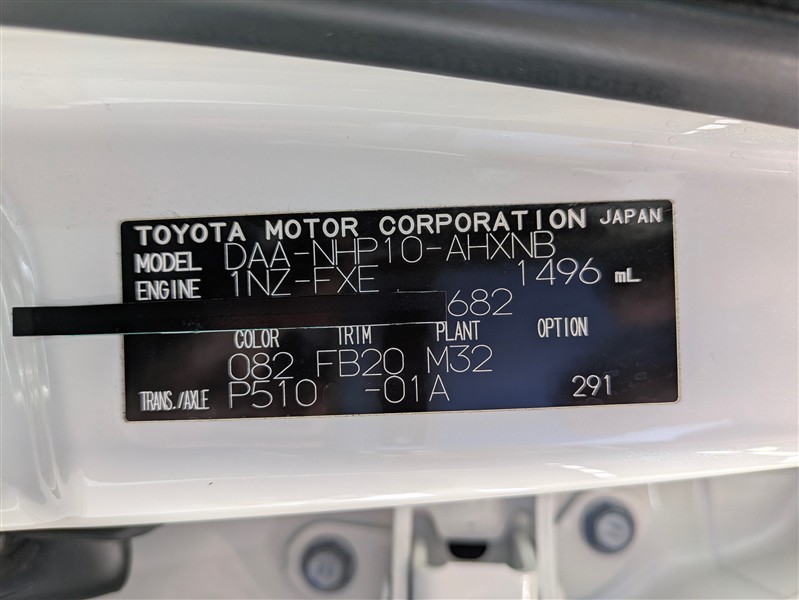 TOYOTA MOTOR CORPORATION JAPAN
MODEL DAA-NHP10-AHXNB
ENGINE 1NZ-FXE 1496 mL
682
COLOR TRIM PLANT OPTION
082 FB20 M32
TRANS./AXLE P510 -01A 291